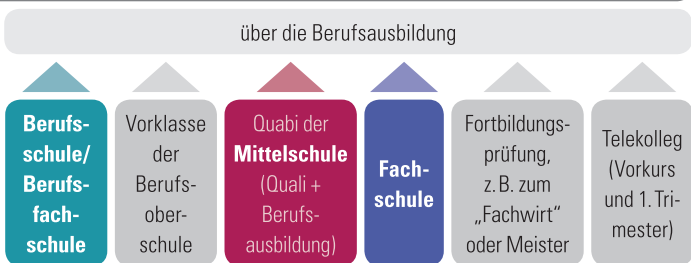 über die Berufsausbildung
Berufs-
schule/
Berufs-
fach-
schule
Vorklasse
der
Berufs-
ober-
schule
Quabi der
Mittelschule
(Quali +
Berufs-
ausbildung)
Fach-
schule
Fortbildungs-
prüfung,
z. B. zum
„Fachwirt“
oder Meister
Telekolleg
(Vorkurs
und 1. Tri-
mester)